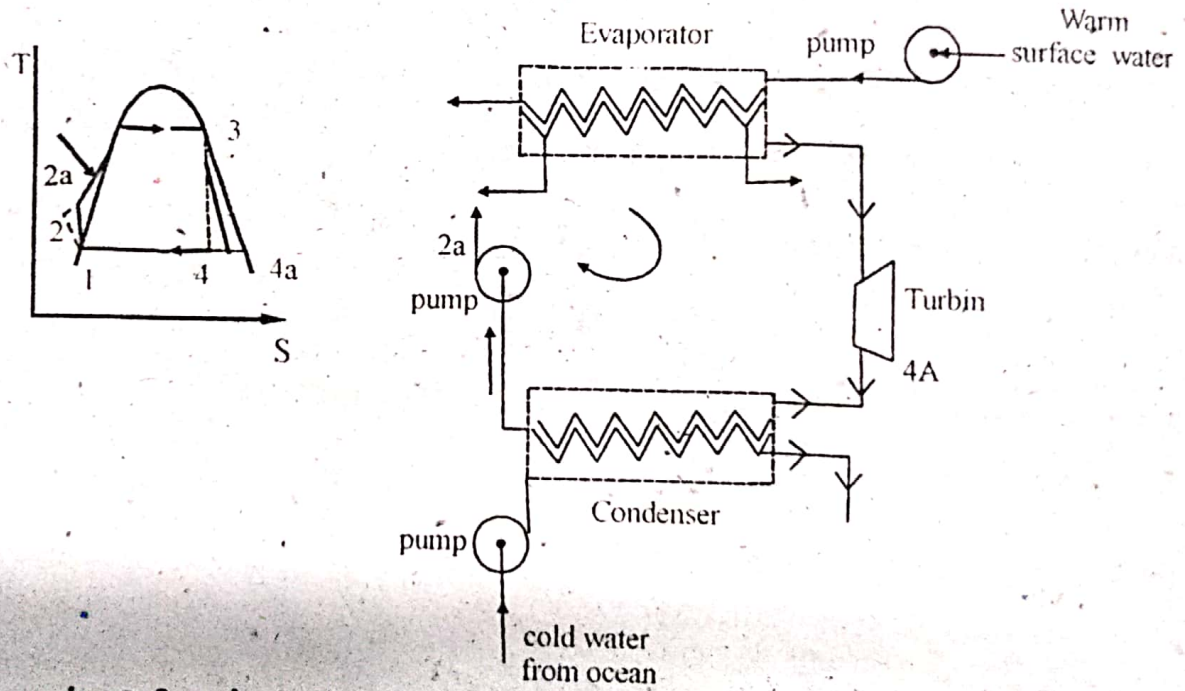 T
3
2a
2
1
4
4a
S
Evaporator
pump
Warm
surface water
2a
pump
Turbin
4A
Condenser
pump
cold water
from ocean